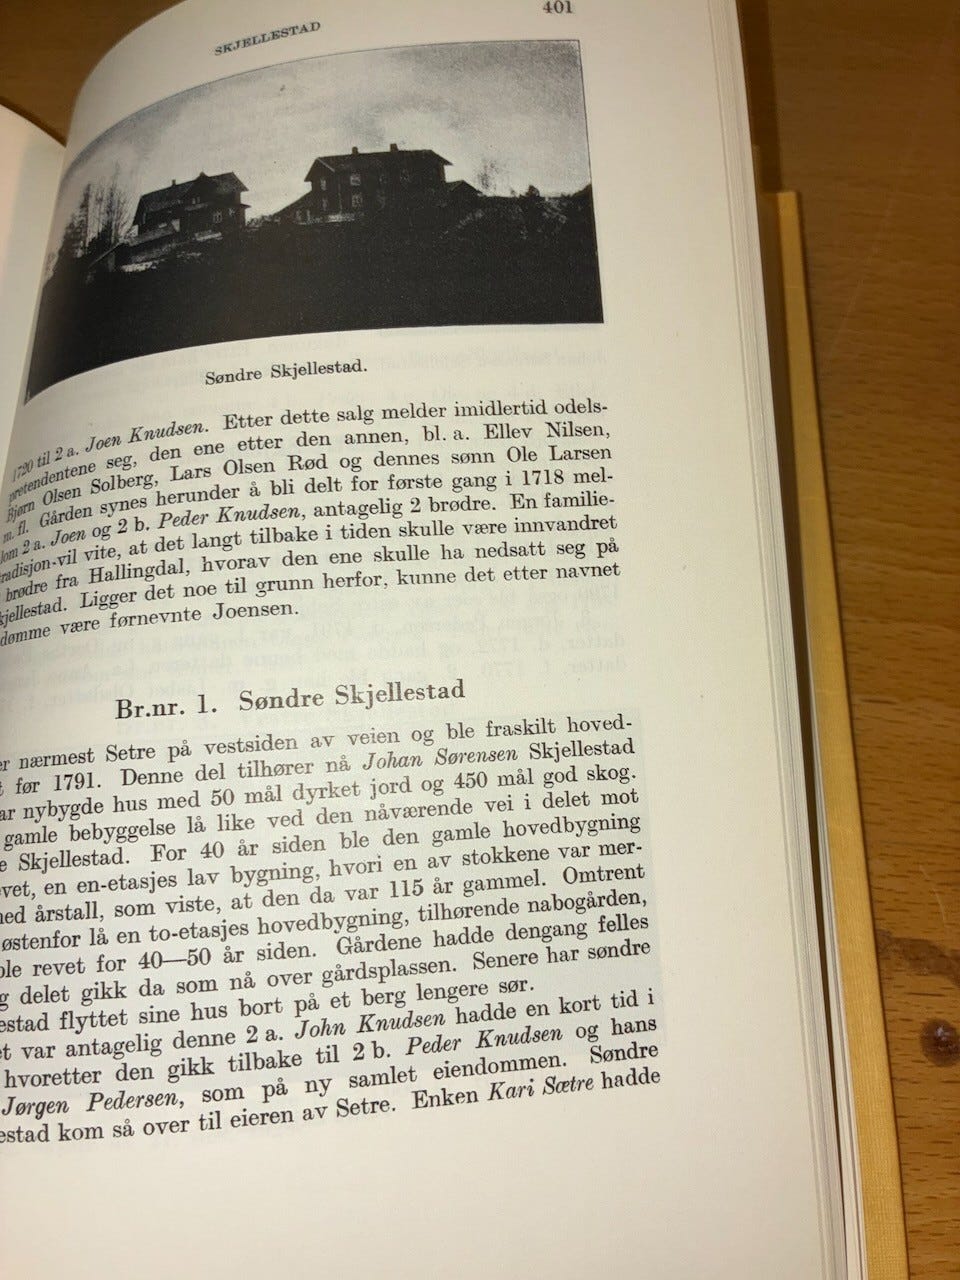 SKJELLESTAD
401
Søndre Skjellestad.
1720 til 2 a. Joen Knudsen. Etter dette salg melder imidlertid odels-
pretendentene seg, den ene etter den annen, bl. a. Ellev Nilsen,
Bjørn Olsen Solberg, Lars Olsen Rød og dennes sønn Ole Larsen
m. fl. Gården synes herunder å bli delt for første gang i 1718 mel-
lom 2 a. Joen og 2 b. Peder Knudsen, antagelig 2 brødre. En familie-
tradisjon-vil vite, at det langt tilbake i tiden skulle være innvandret
brødre fra Hallingdal, hvorav den ene skulle ha nedsatt seg på
kjellestad. Ligger det noe til grunn herfor, kunne det etter navnet
dømme være førnevnte Joensen.
Br.nr. 1. Søndre Skjellestad
er nærmest Setre på vestsiden av veien og ble fraskilt hoved-
t før 1791. Denne del tilhører nå Johan Sørensen Skjellestad
ar nybygde hus med 50 mål dyrket jord og 450 mål god skog.
gamle bebyggelse lå like ved den nåværende vei i delet mot
e Skjellestad. For 40 år siden ble den gamle hovedbygning
vet, en en-etasjes lav bygning, hvori en av stokkene var mer-
ned årstall, som viste, at den da var 115 år gammel. Omtrent
østenfor lå en to-etasjes hovedbygning, tilhørende nabogården,
ble revet for 40—50 år siden. Gårdene hadde dengang felles
g delet gikk da som nå over gårdsplassen. Senere har søndre
estad flyttet sine hus bort på et berg lengere sør.
t var antagelig denne 2 a. John Knudsen hadde en kort tid i
hvoretter den gikk tilbake til 2 b. Peder Knudsen og hans
Jørgen Pedersen, som på ny samlet eiendommen. Søndre
estad kom så over til eieren av Setre. Enken Kari Sætre hadde